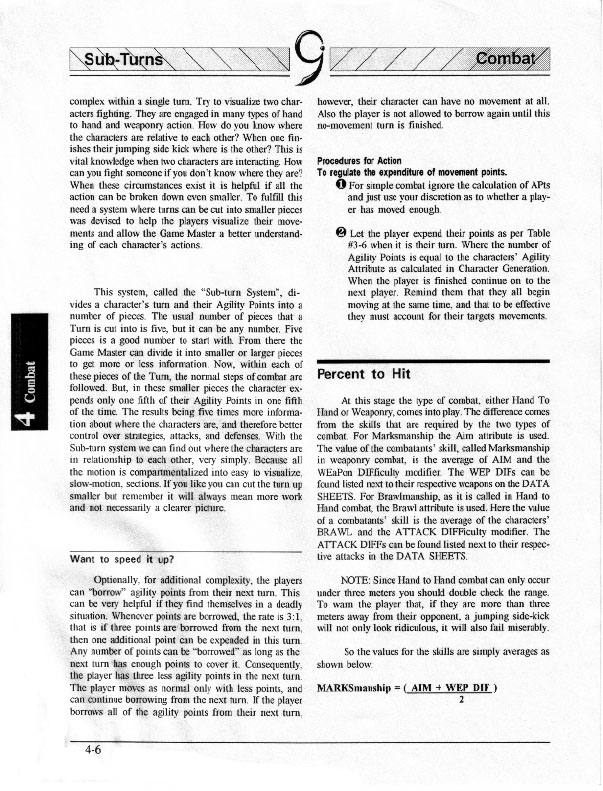 Sub-Turns
9
Combat
complex within a single turn. Try to visualize two char-
acters fighting. They are engaged in many types of hand
to hand and weaponry action. How do you know where
the characters are relative to each other? When one fin-
ishes their jumping side kick where is the other? This is
vital knowledge when two characters are interacting. How
can you fight someone if you don't know where they are?
When these circumstances exist it is helpful if all the
action can be broken down even smaller. To fulfill this
need a system where turns can be cut into smaller pieces
was devised to help the players visualize their move-
ments and allow the Game Master a better understand-
ing of each character's actions.
This system, called the "Sub-turn System", di-
vides a character's turn and their Agility Points into a
number of pieces. The usual number of pieces that a
Turn is cut into is five, but it can be any number. Five
pieces is a good number to start with. From there the
Game Master can divide it into smaller or larger pieces
to get more or less information. Now, within each of
these pieces of the Turn, the normal steps of combat are
followed. But, in these smaller pieces the character ex-
pends only one fifth of their Agility Points in one fifth
of the time. The results being five times more informa-
tion about where the characters are, and therefore better
control over strategies, attacks, and defenses. With the
Sub-turn system we can find out where the characters are
in relationship to each other, very simply. Because all
the motion is compartmentalized into easy to visualize,
slow-motion, sections. If you like you can cut the turn up
smaller but remember it will always mean more work
and not necessarily a clearer picture.
Want to speed it up?
Optionally, for additional complexity, the players
can "borrow" agility points from their next turn. This
can be very helpful if they find themselves in a deadly
situation. Whenever points are borrowed, the rate is 3:1,
that is if three points are borrowed from the next turn,
then one additional point can be expended in this turn.
Any number of points can be "borrowed" as long as the
next turn has enough points to cover it. Consequently,
the player has three less agility points in the next turn.
The player moves as normal only with less points, and
can continue borrowing from the next turn. If the player
borrows all of the agility points from their next turn,
however, their character can have no movement at all.
Also the player is not allowed to borrow again until this
no-movement turn is finished.
Procedures for Action
To regulate the expenditure of movement points.
❶ For simple combat ignore the calculation of APts
and just use your discretion as to whether a play-
er has moved enough.
❷ Let the player expend their points as per Table
#3-6 when it is their turn. Where the number of
Agility Points is equal to the characters' Agility
Attribute as calculated in Character Generation.
When the player is finished continue on to the
next player. Remind them that they all begin
moving at the same time, and that to be effective
they must account for their targets movements.
Percent to Hit
At this stage the type of combat, either Hand To
Hand or Weaponry, comes into play. The difference comes
from the skills that are required by the two types of
combat. For Marksmanship the Aim attribute is used.
The value of the combatants' skill, called Marksmanship
in weaponry combat, is the average of AIM and the
WEaPon DIFficulty modifier. The WEP DIFs can be
found listed next to their respective weapons on the DATA
SHEETS. For Brawlmanship, as it is called in Hand to
Hand combat, the Brawl attribute is used. Here the value
of a combatants' skill is the average of the characters'
BRAWL and the ATTACK DIFFiculty modifier. The
ATTACK DIFFs can be found listed next to their respec-
tive attacks in the DATA SHEETS.
NOTE: Since Hand to Hand combat can only occur
under three meters you should double check the range.
To warn the player that, if they are more than three
meters away from their opponent, a jumping side-kick
will not only look ridiculous, it will also fail miserably.
So the values for the skills are simply averages as
shown below:
MARKSmanship = ( AIM + WEP DIF )
2
4 Combat
4-6